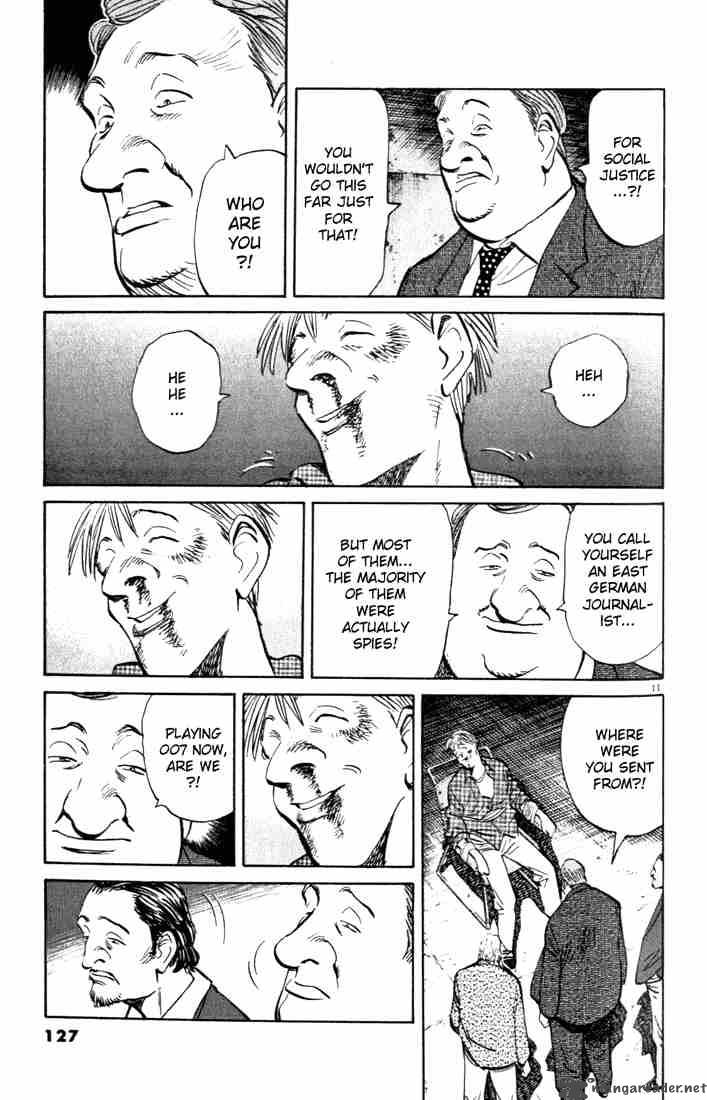 FOR
SOCIAL
JUSTICE
...?!
YOU
WOULDN'T
GO THIS
FAR JUST
FOR
THAT!
WHO
ARE
YOU
?!
HEH
...
HE
HE
...
YOU CALL
YOURSELF
AN EAST
GERMAN
JOURNAL-
IST...
BUT MOST
OF THEM...
THE MAJORITY
OF THEM
WERE
ACTUALLY
SPIES!
11
WHERE
WERE
YOU SENT
FROM?!
PLAYING
007 NOW,
ARE WE
?!
127
mangareader.net